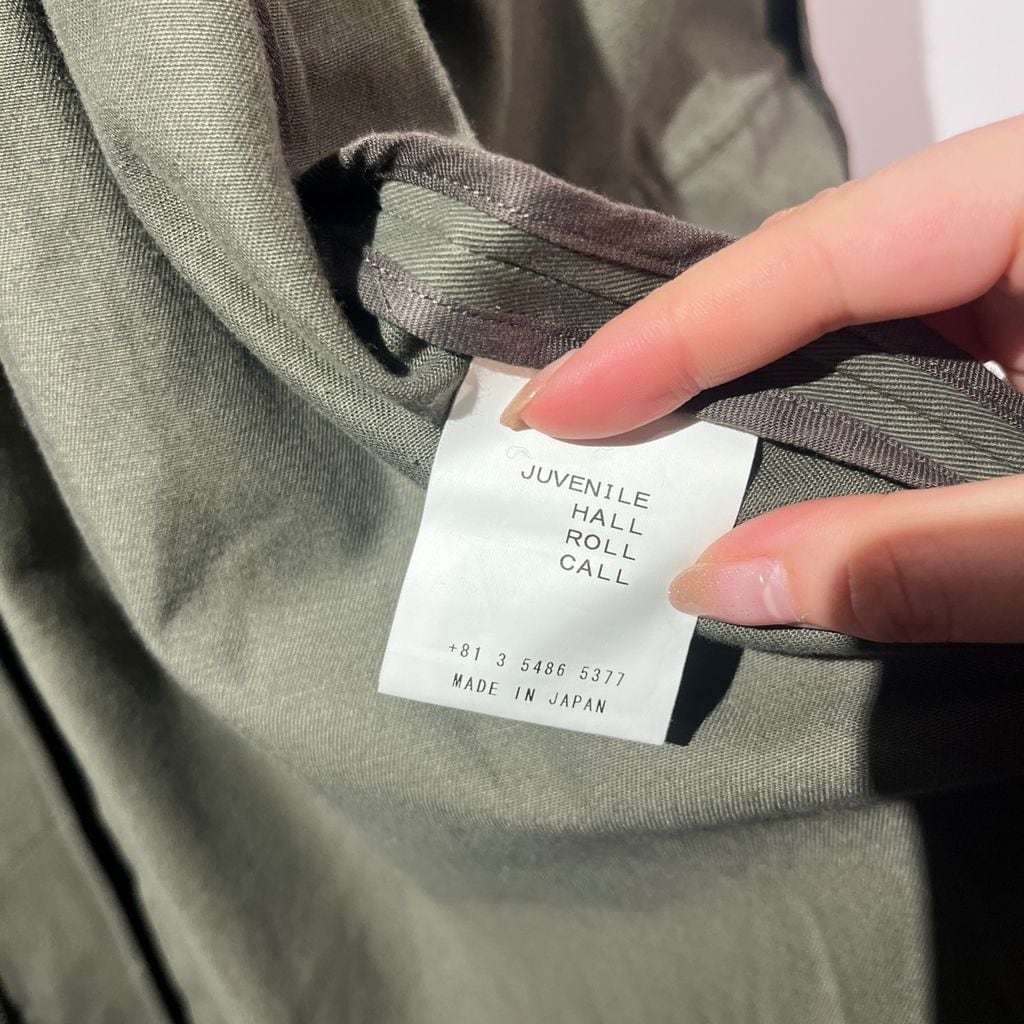 JUVENILE
HALL
ROLL
CALL
+81 3 5486 5377
MADE IN JAPAN